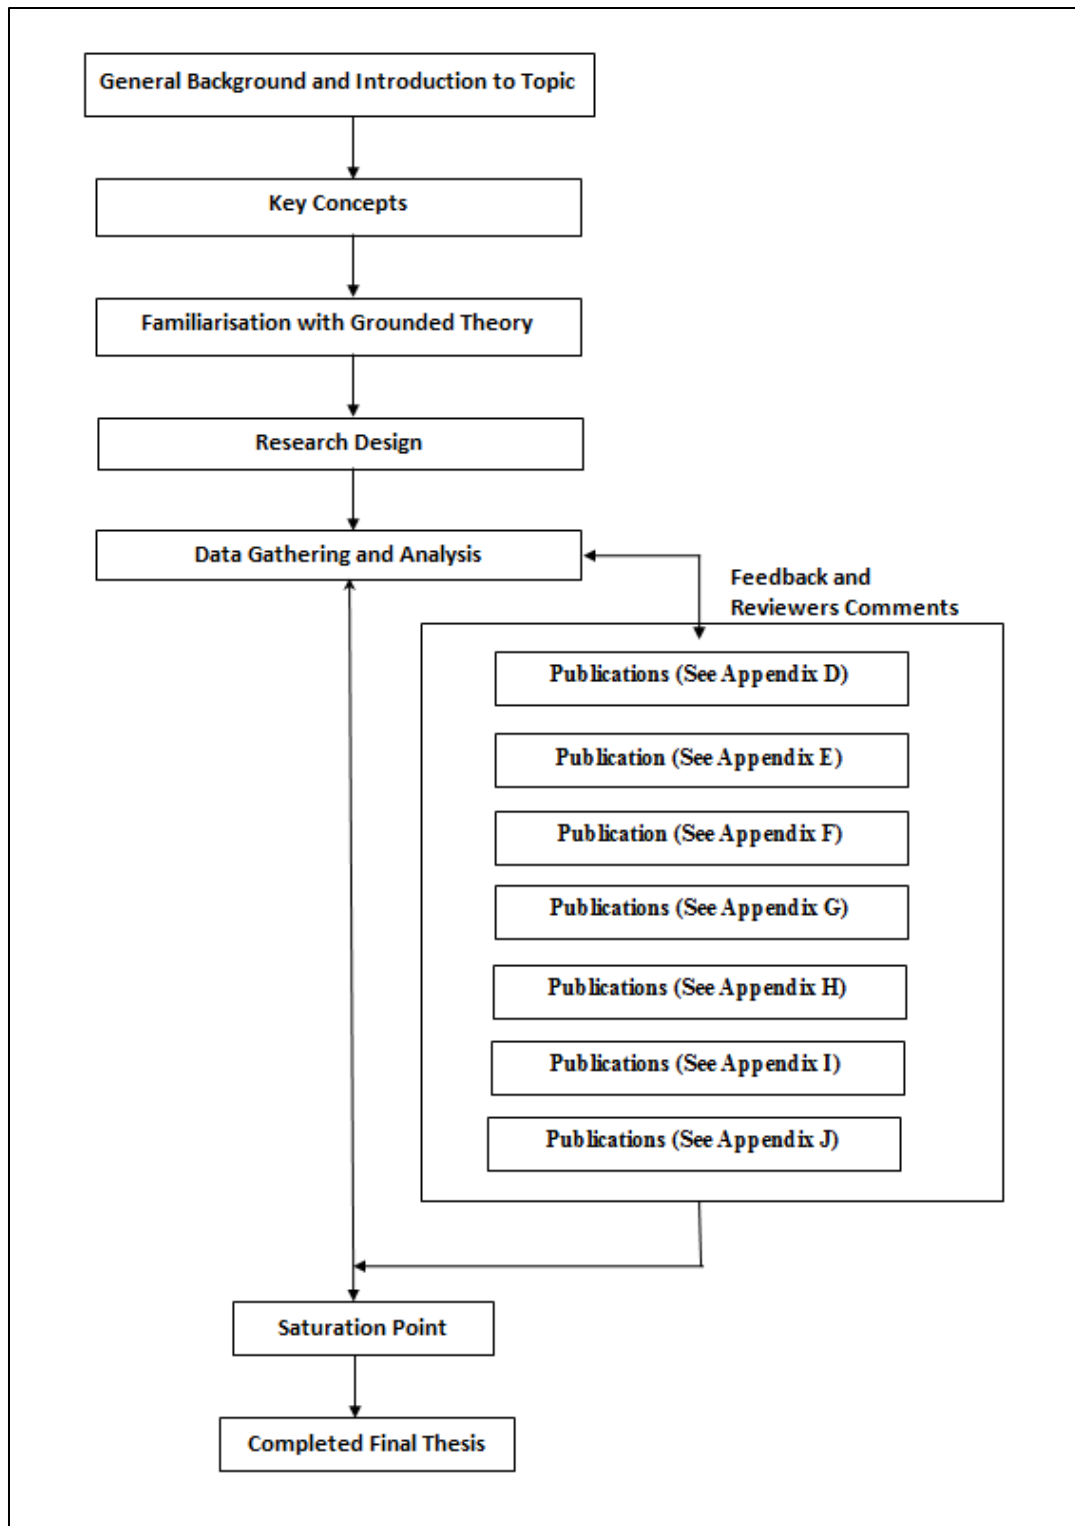 General Background and Introduction to Topic
Key Concepts
Familiarisation with Grounded Theory
Research Design
Data Gathering and Analysis
Feedback and
Reviewers Comments
Publications (See Appendix D)
Publication (See Appendix E)
Publication (See Appendix F)
Publications (See Appendix G)
Publications (See Appendix H)
Publications (See Appendix I)
Publications (See Appendix J)
Saturation Point
Completed Final Thesis